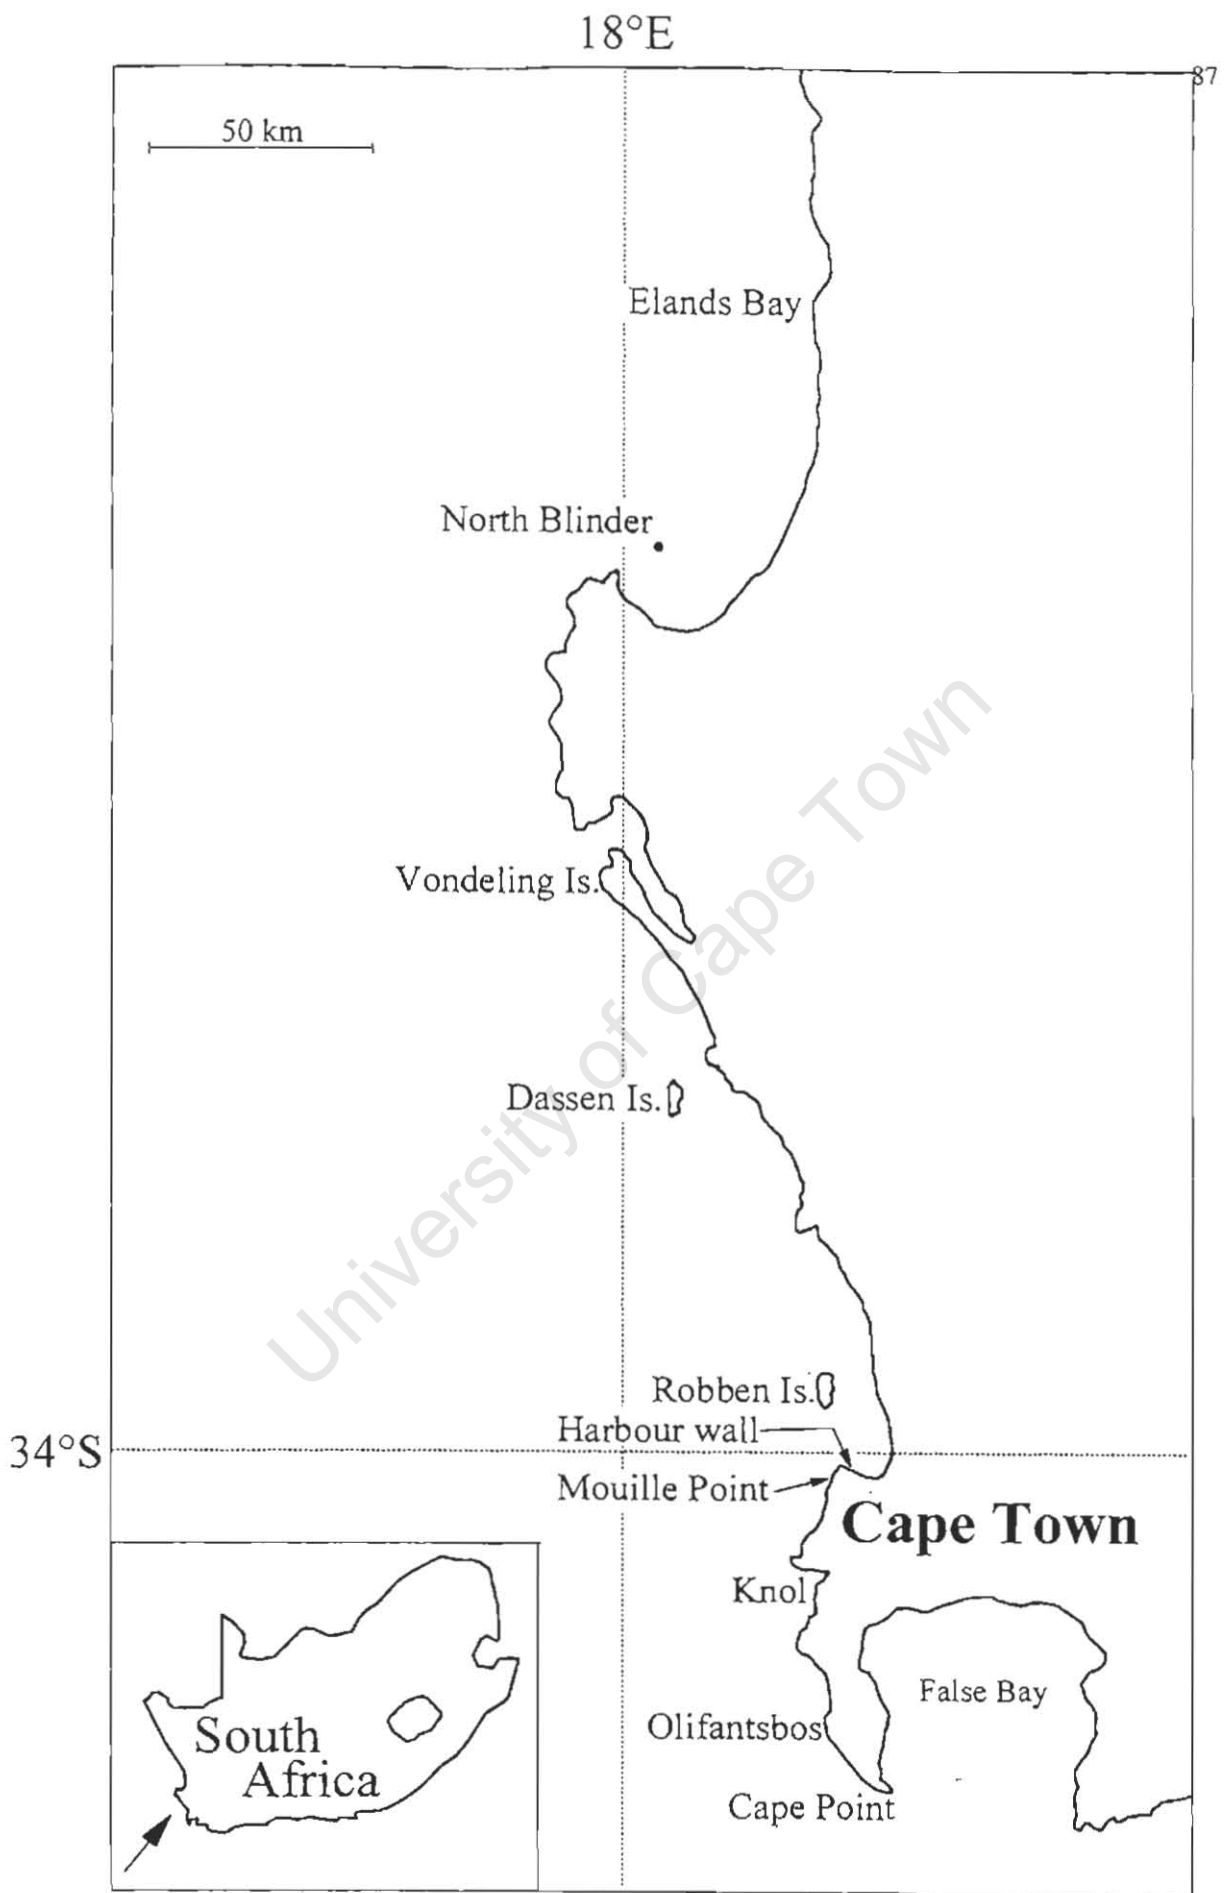 18°E
87
50 km
Elands Bay
North Blinder
University of Cape Town
Vondeling Is.
Dassen Is.
Robben Is.
Harbour wall
34°S
Mouille Point
Cape Town
Knol
False Bay
Olifantsbos
Cape Point
South
Africa